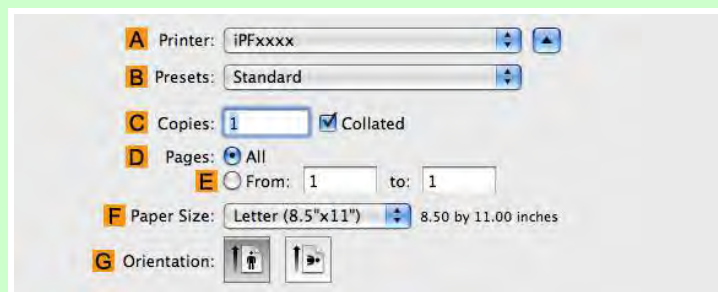 A Printer: iPFxxxx
B Presets: Standard
C Copies: 1 Collated
D Pages: All
E From: 1 to: 1
F Paper Size: Letter (8.5"x11") 8.50 by 11.00 inches
G Orientation: